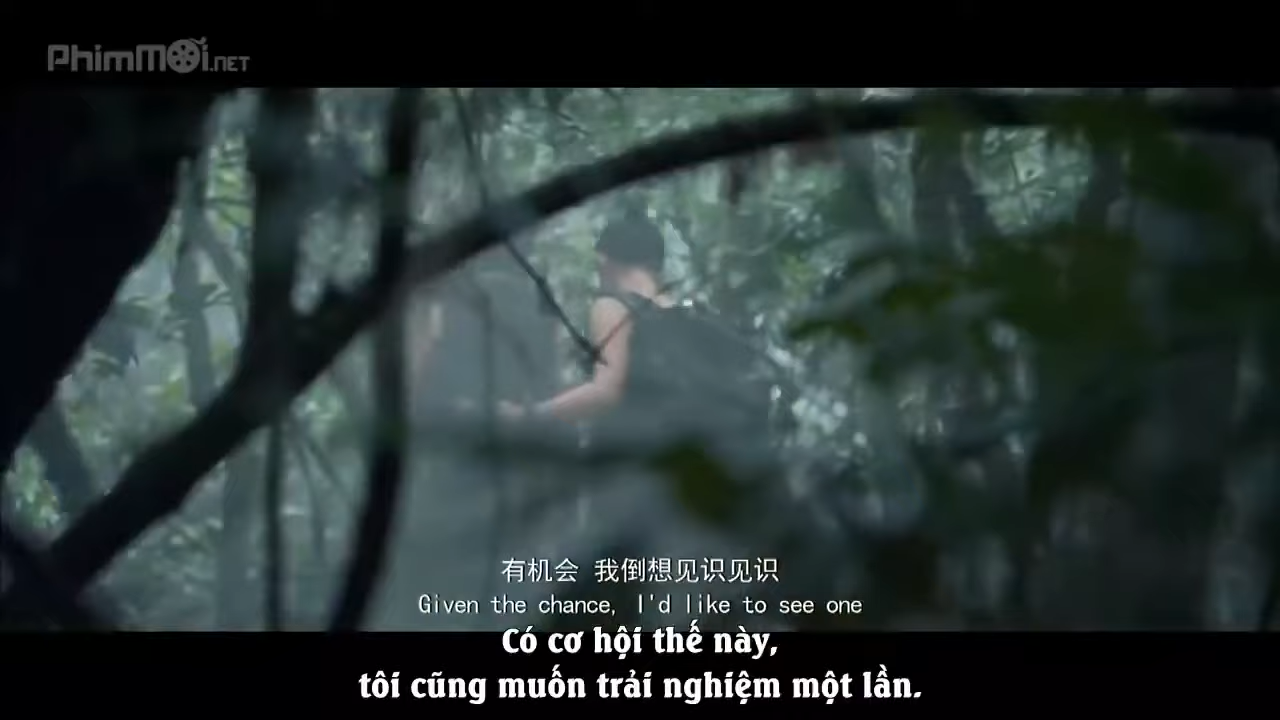 PhimMơi.NET
有机会 我倒想见识见识
Given the chance, I'd like to see one
Có cơ hội thế này,
tôi cũng muốn trải nghiệm một lần.